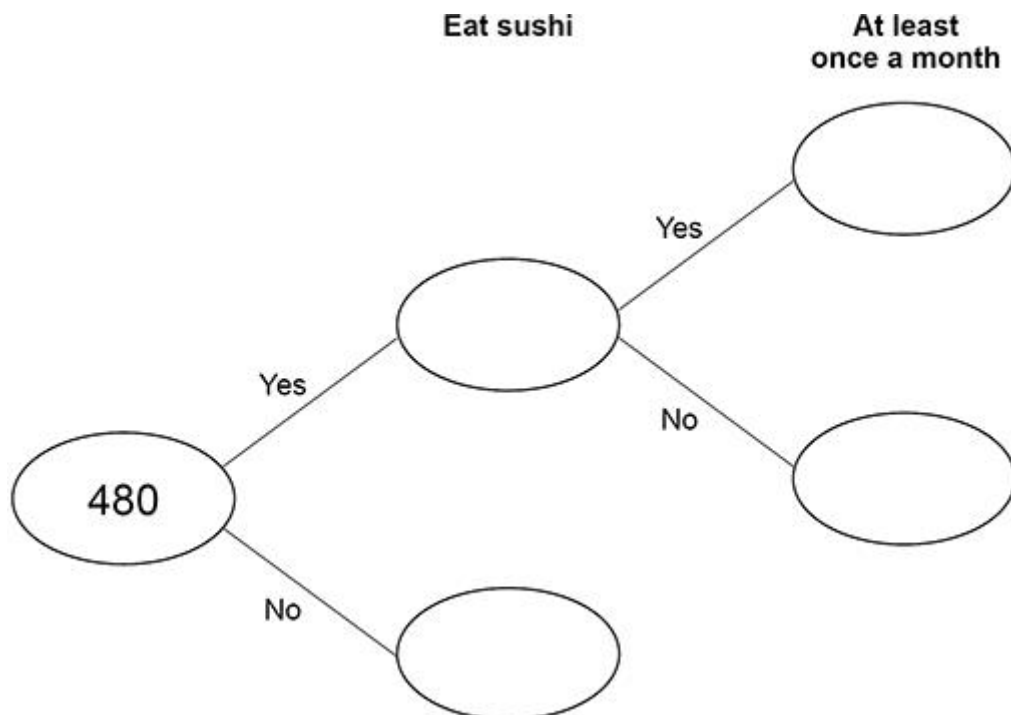 Eat sushi
At least
once a month
Yes
Yes
No
480
No